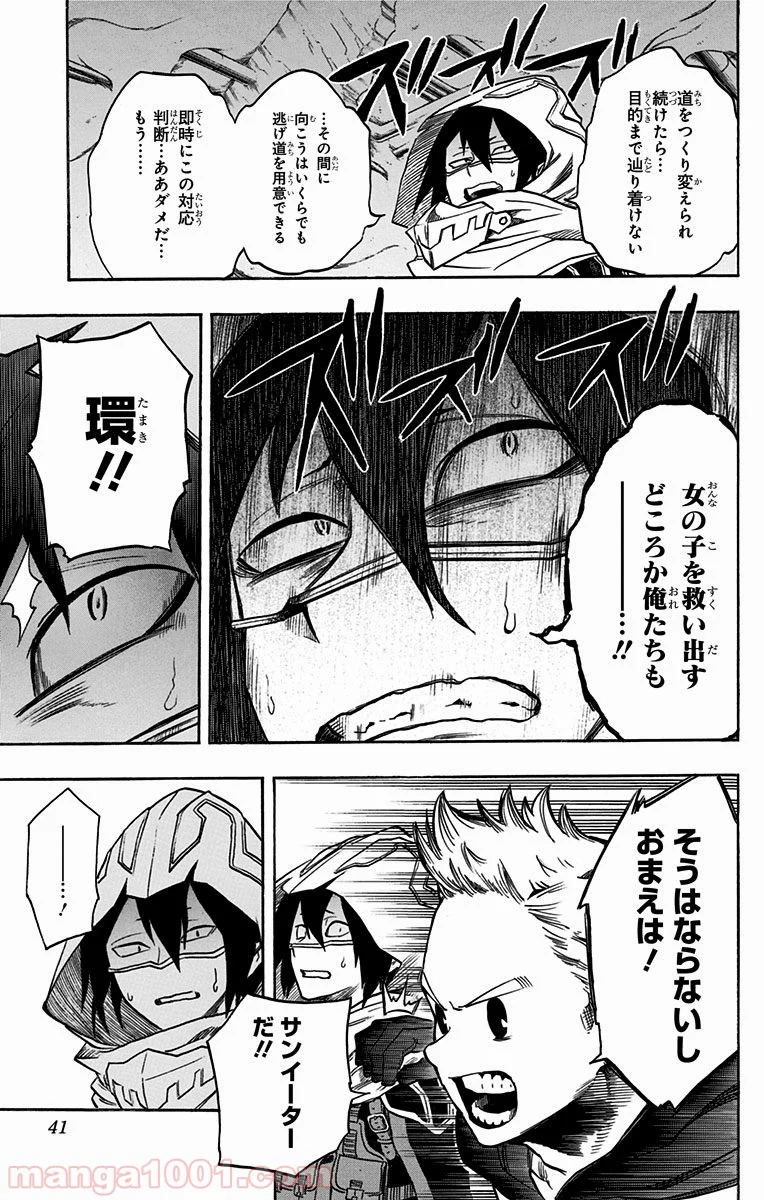 道をつくり変えられ
続けたら…
目的まで辿り着けない
…その間に
向こうはいくらでも
逃げ道を用意できる
即時にこの対応
判断…ああダメだ…
もう……
ズズズ
女の子を救い出す
どころか俺たちも
———…!!
ズズズ
環!!
そうはならないし
おまえは!
サンイーター
だ!!
———…!
41
manga1001.com